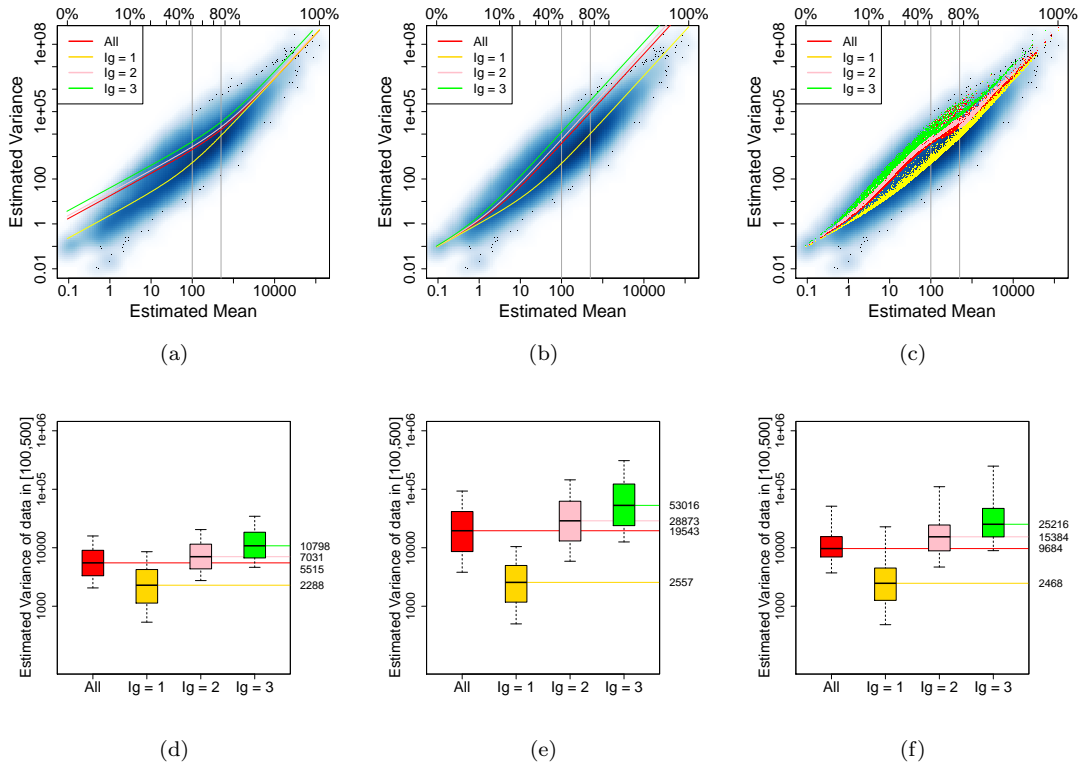 0% 20% 40% 60% 80% 100%
Estimated Variance
1e+08
1e+05
100
1
0.01
All
lg = 1
lg = 2
lg = 3
0.1 1 10 100 10000
Estimated Mean
(a)
0% 20% 40% 60% 80% 100%
Estimated Variance
1e+08
1e+05
100
1
0.01
All
lg = 1
lg = 2
lg = 3
0.1 1 10 100 10000
Estimated Mean
(b)
0% 20% 40% 60% 80% 100%
Estimated Variance
1e+08
1e+05
100
1
0.01
All
lg = 1
lg = 2
lg = 3
0.1 1 10 100 10000
Estimated Mean
(c)
Estimated Variance of data in [100,500]
1e+06
1e+05
10000
1000
10798
7031
5515
2288
All lg = 1 lg = 2 lg = 3
(d)
Estimated Variance of data in [100,500]
1e+06
1e+05
10000
1000
53016
28873
19543
2557
All lg = 1 lg = 2 lg = 3
(e)
Estimated Variance of data in [100,500]
1e+06
1e+05
10000
1000
25216
15384
9684
2468
All lg = 1 lg = 2 lg = 3
(f)